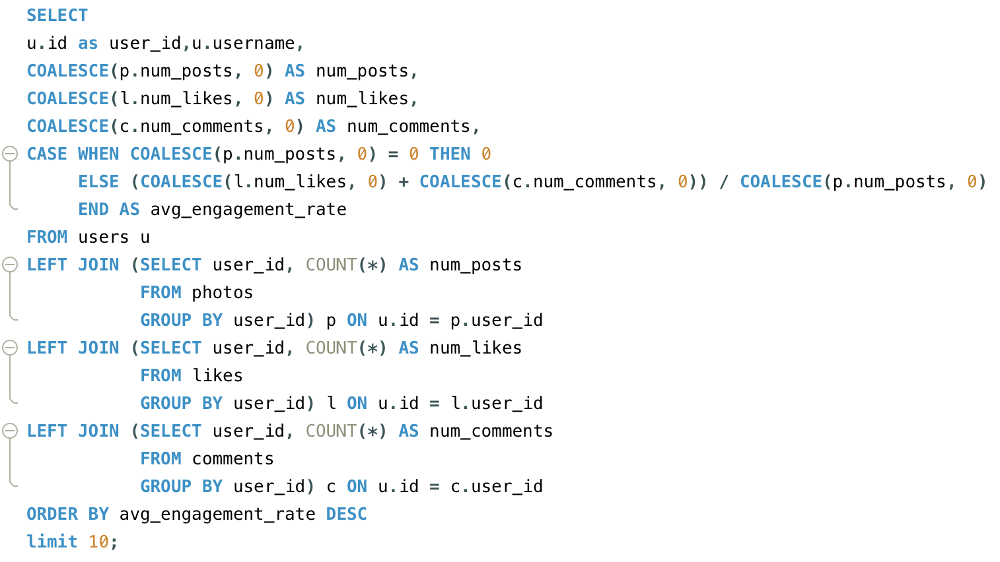 SELECT
u.id as user_id,u.username,
COALESCE(p.num_posts, 0) AS num_posts,
COALESCE(l.num_likes, 0) AS num_likes,
COALESCE(c.num_comments, 0) AS num_comments,
CASE WHEN COALESCE(p.num_posts, 0) = 0 THEN 0
     ELSE (COALESCE(l.num_likes, 0) + COALESCE(c.num_comments, 0)) / COALESCE(p.num_posts, 0)
     END AS avg_engagement_rate
FROM users u
LEFT JOIN (SELECT user_id, COUNT(*) AS num_posts
           FROM photos
           GROUP BY user_id) p ON u.id = p.user_id
LEFT JOIN (SELECT user_id, COUNT(*) AS num_likes
           FROM likes
           GROUP BY user_id) l ON u.id = l.user_id
LEFT JOIN (SELECT user_id, COUNT(*) AS num_comments
           FROM comments
           GROUP BY user_id) c ON u.id = c.user_id
ORDER BY avg_engagement_rate DESC
limit 10;